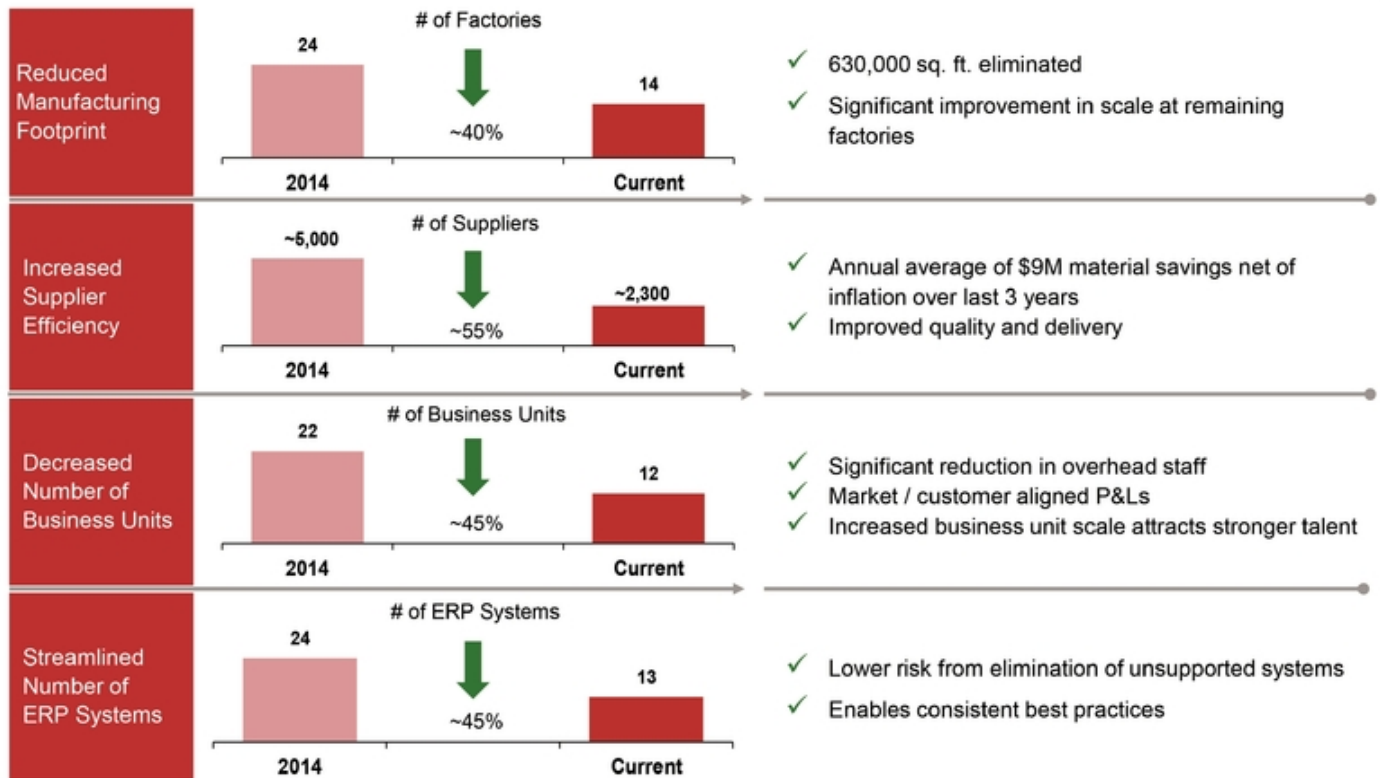 Reduced
Manufacturing
Footprint
# of Factories
24
14
~40%
2014
Current
✓ 630,000 sq. ft. eliminated
✓ Significant improvement in scale at remaining
factories
Increased
Supplier
Efficiency
# of Suppliers
~5,000
~2,300
~55%
2014
Current
✓ Annual average of $9M material savings net of
inflation over last 3 years
✓ Improved quality and delivery
Decreased
Number of
Business Units
# of Business Units
22
12
~45%
2014
Current
✓ Significant reduction in overhead staff
✓ Market / customer aligned P&Ls
✓ Increased business unit scale attracts stronger talent
Streamlined
Number of
ERP Systems
# of ERP Systems
24
13
~45%
2014
Current
✓ Lower risk from elimination of unsupported systems
✓ Enables consistent best practices